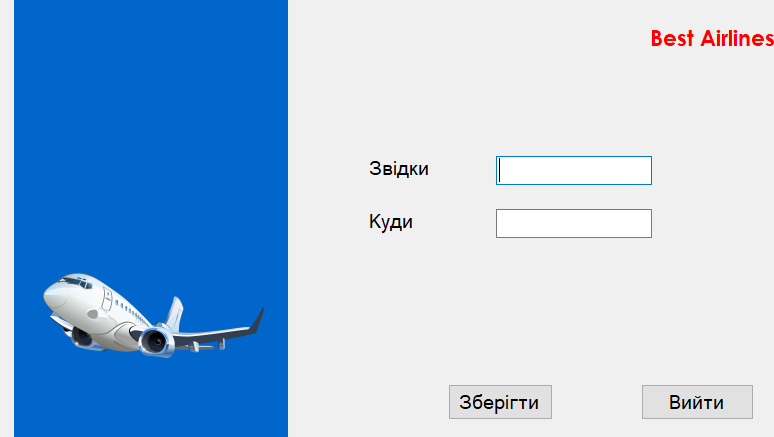 Best Airlines
Звідки
Куди
Зберігти
Вийти